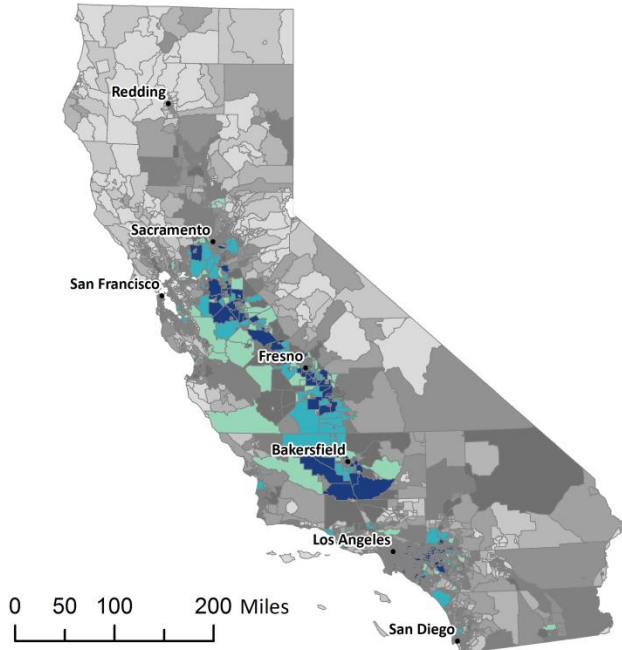 Redding
Sacramento
San Francisco
Fresno
Bakersfield
Los Angeles
0 50 100 200 Miles
San Diego